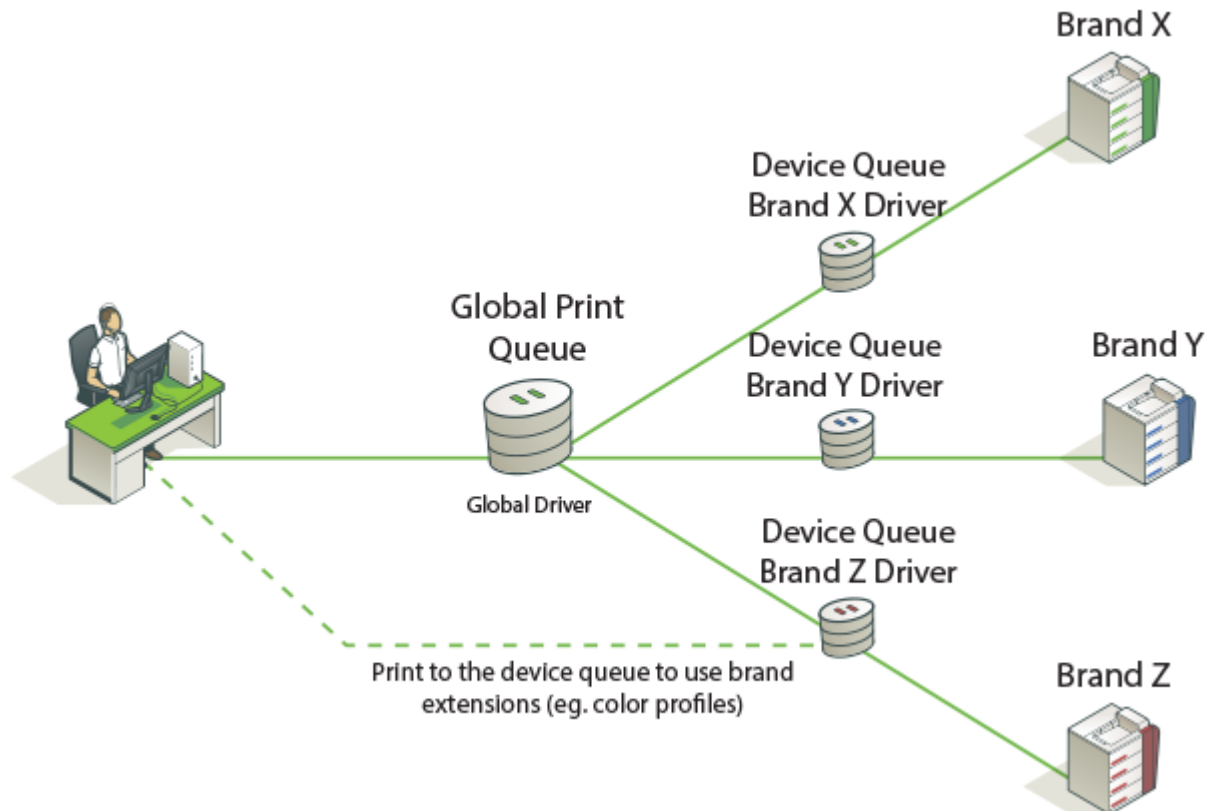 Brand X
Device Queue
Brand X Driver
Global Print
Queue
Global Driver
Device Queue
Brand Y Driver
Brand Y
Device Queue
Brand Z Driver
Print to the device queue to use brand
extensions (eg. color profiles)
Brand Z